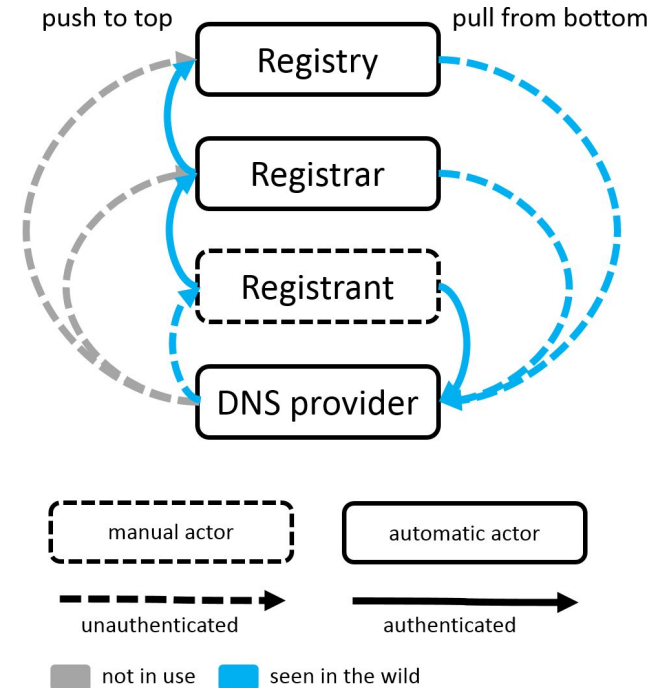 push to top
pull from bottom
Registry
Registrar
Registrant
DNS provider
manual actor
automatic actor
unauthenticated
authenticated
not in use
seen in the wild